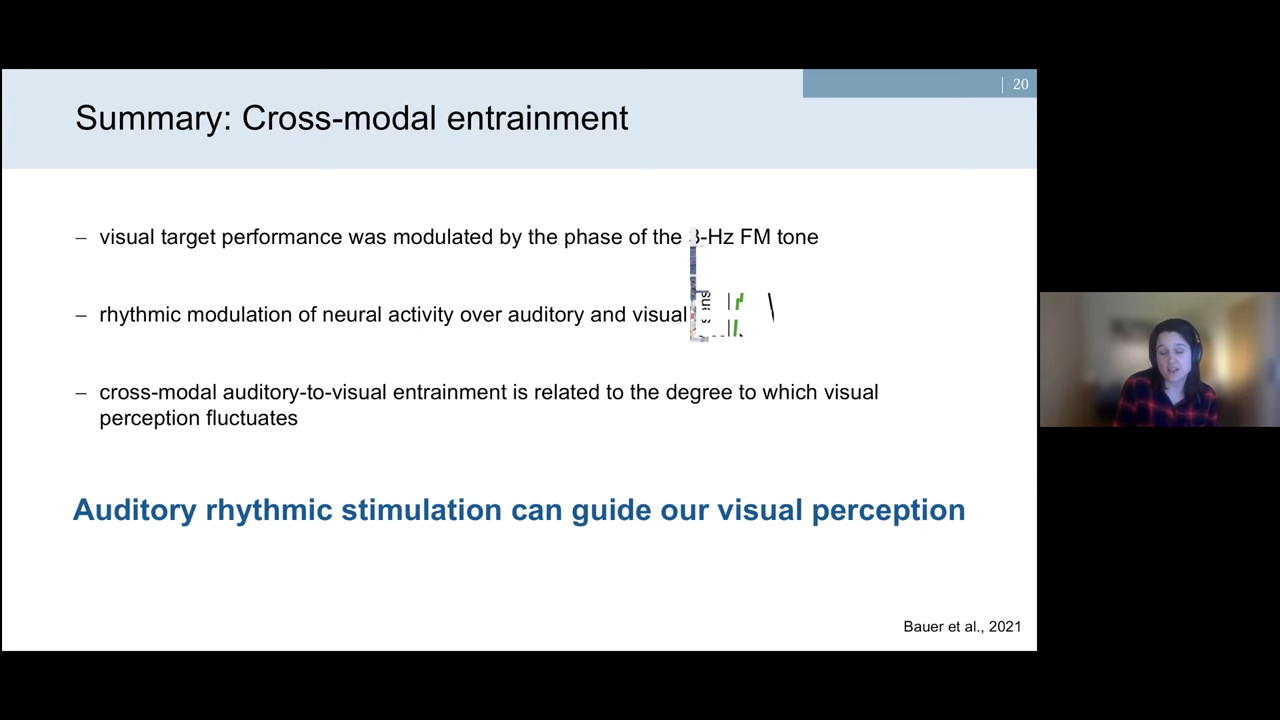 | 20
Summary: Cross-modal entrainment
– visual target performance was modulated by the phase of the 3-Hz FM tone
– rhythmic modulation of neural activity over auditory and visual
– cross-modal auditory-to-visual entrainment is related to the degree to which visual
perception fluctuates
Auditory rhythmic stimulation can guide our visual perception
Bauer et al., 2021